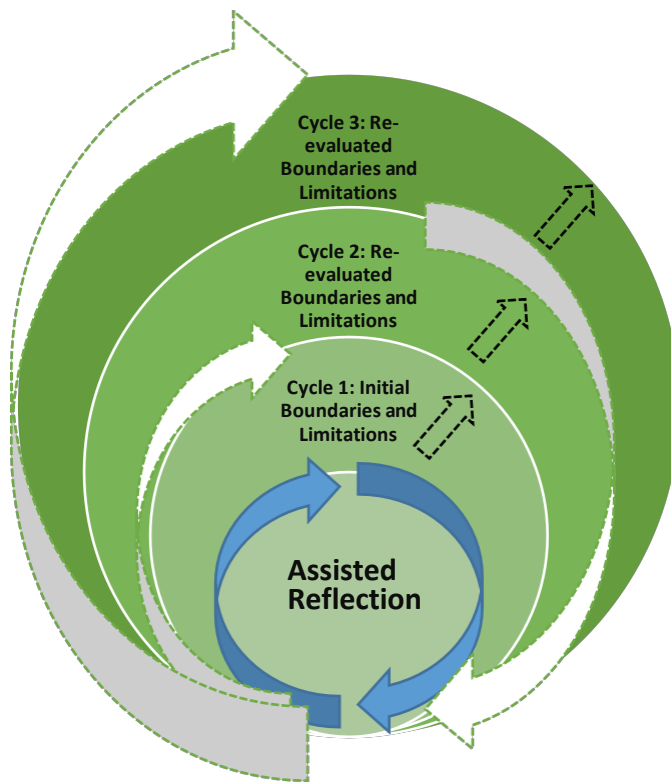 Cycle 3: Re-
evaluated
Boundaries and
Limitations
Cycle 2: Re-
evaluated
Boundaries and
Limitations
Cycle 1: Initial
Boundaries and
Limitations
Assisted
Reflection